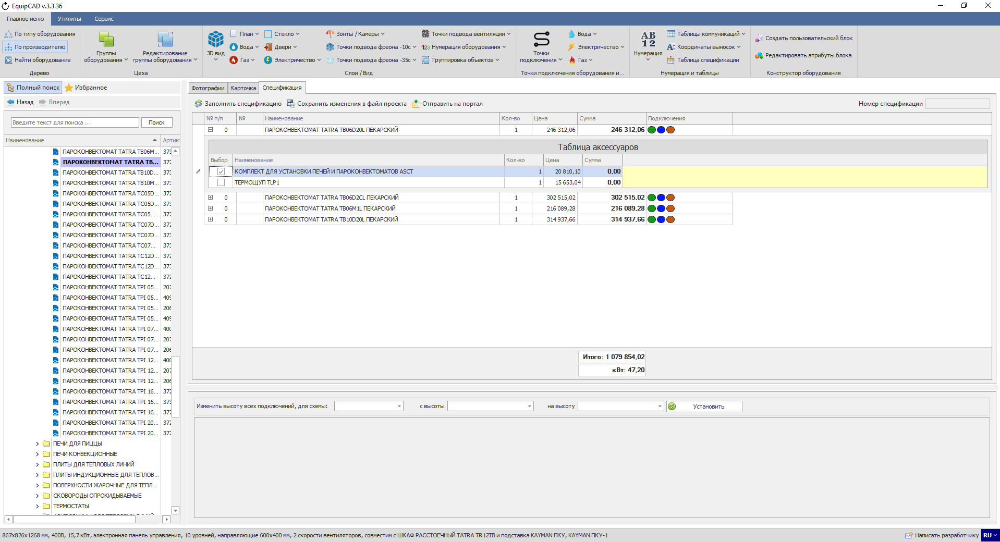 EquipCAD v.3.3.36
Главное меню Утилиты Сервис
По типу оборудования
По производителю
Найти оборудование
Дерево
Группы оборудования
Редактирование группы оборудования
Цеха
3D вид
План Стекло Зонты / Камеры Точки подвода вентиляции
Вода Двери Точки подвода фреона -10c Нумерация оборудования
Газ Электричество Точки подвода фреона -35c Группировка объектов
Слои / Вид
Точки подключения
Вода
Электричество
Газ
Точки подключения оборудования и...
AB
12
Нумерация
Таблицы коммуникаций
Координаты выносок
Таблица спецификации
Нумерация и таблицы
Создать пользовательский блок
Редактировать атрибуты блока
Конструктор оборудования
Полный поиск Избранное
Назад Вперед
Введите текст для поиска ... Поиск
Наименование Артик
ПАРОКОНВЕКТОМАТ TATRA TB06M... 373
ПАРОКОНВЕКТОМАТ TATRA TB... 372
ПАРОКОНВЕКТОМАТ TATRA TB10D... 373
ПАРОКОНВЕКТОМАТ TATRA TB10M... 373
ПАРОКОНВЕКТОМАТ TATRA TC05D... 372
ПАРОКОНВЕКТОМАТ TATRA TC05D... 373
ПАРОКОНВЕКТОМАТ TATRA TC05... 372
ПАРОКОНВЕКТОМАТ TATRA TC07D... 372
ПАРОКОНВЕКТОМАТ TATRA TC07D... 373
ПАРОКОНВЕКТОМАТ TATRA TC07... 372
ПАРОКОНВЕКТОМАТ TATRA TC12D... 372
ПАРОКОНВЕКТОМАТ TATRA TC12D... 373
ПАРОКОНВЕКТОМАТ TATRA TC12... 372
ПАРОКОНВЕКТОМАТ TATRA TPI 05... 207
ПАРОКОНВЕКТОМАТ TATRA TPI 05... 409
ПАРОКОНВЕКТОМАТ TATRA TPI 05... 206
ПАРОКОНВЕКТОМАТ TATRA TPI 05... 409
ПАРОКОНВЕКТОМАТ TATRA TPI 07... 400
ПАРОКОНВЕКТОМАТ TATRA TPI 07... 207
ПАРОКОНВЕКТОМАТ TATRA TPI 07... 206
ПАРОКОНВЕКТОМАТ TATRA TPI 12... 400
ПАРОКОНВЕКТОМАТ TATRA TPI 12... 207
ПАРОКОНВЕКТОМАТ TATRA TPI 12... 206
ПАРОКОНВЕКТОМАТ TATRA TPI 16... 372
ПАРОКОНВЕКТОМАТ TATRA TPI 16... 373
ПАРОКОНВЕКТОМАТ TATRA TPI 16... 372
ПАРОКОНВЕКТОМАТ TATRA TPI 20... 372
ПАРОКОНВЕКТОМАТ TATRA TPI 20... 372
ПЕЧИ ДЛЯ ПИЦЦЫ
ПЕЧИ КОНВЕКЦИОННЫЕ
ПЛИТЫ ДЛЯ ТЕПЛОВЫХ ЛИНИЙ
ПЛИТЫ ИНДУКЦИОННЫЕ ДЛЯ ТЕПЛОВ...
ПОВЕРХНОСТИ ЖАРОЧНЫЕ ДЛЯ ТЕПЛ...
СКОВОРОДЫ ОПРОКИДЫВАЕМЫЕ
ТЕРМОСТАТЫ
Фотографии Карточка Спецификация
Заполнить спецификацию Сохранить изменения в файл проекта Отправить на портал Номер спецификации
№ п/п № Наименование Кол-во Цена Сумма Подключения
0 ПАРОКОНВЕКТОМАТ TATRA TB06D20L ПЕКАРСКИЙ 1 246 312,06 246 312,06
Таблица аксессуаров
Выбор Наименование Кол-во Цена Сумма
КОМПЛЕКТ ДЛЯ УСТАНОВКИ ПЕЧЕЙ И ПАРОКОНВЕКТОМАТОВ ASCT 1 20 810,10 0,00
ТЕРМОЩУП TLP1 1 15 653,04 0,00
0 ПАРОКОНВЕКТОМАТ TATRA TB06D2CL ПЕКАРСКИЙ 1 302 515,02 302 515,02
0 ПАРОКОНВЕКТОМАТ TATRA TB06M1L ПЕКАРСКИЙ 1 216 089,28 216 089,28
0 ПАРОКОНВЕКТОМАТ TATRA TB10D20L ПЕКАРСКИЙ 1 314 937,66 314 937,66
Итого: 1 079 854,02
кВт: 47,20
Изменить высоту всех подключений, для схемы: с высоты на высоту Установить
867x826x1268 мм, 400В, 15,7 кВт, электронная панель управления, 10 уровней, направляющие 600x400 мм, 2 скорости вентиляторов, совместим с ШКАФ РАССТОЕЧНЫЙ TATRA TR12TB и подставка KAYMAN ПКУ, KAYMAN ПКУ-1
Написать разработчику RU